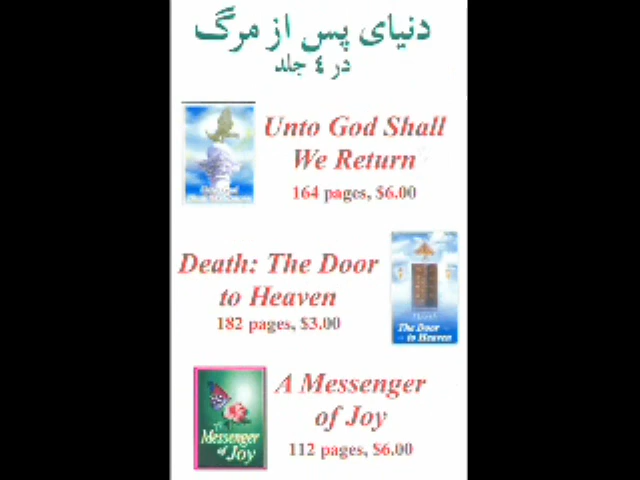 دنیای پس از مرگ
در ٤ جلد
Unto God Shall
We Return
164 pages, $6.00
Death: The Door
to Heaven
182 pages, $3.00
The Door
to Heaven
A Messenger
of Joy
112 pages, $6.00
Messenger
of Joy